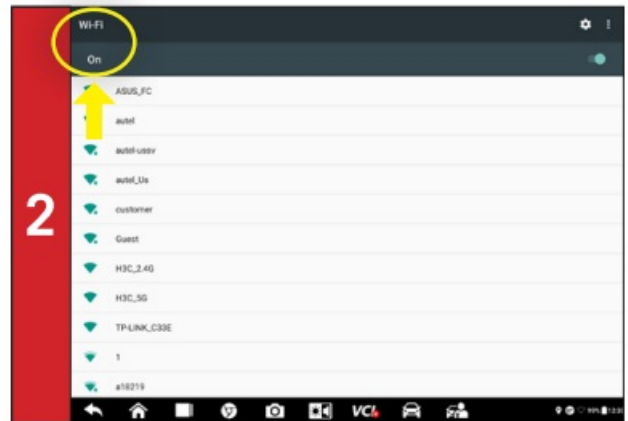 Wi-Fi
On
ASUS_FC
autel
autel-ussv
autel_Us
customer
Guest
H3C_2.4G
H3C_5G
TP-LINK_C33E
1
a18219
2
VCI